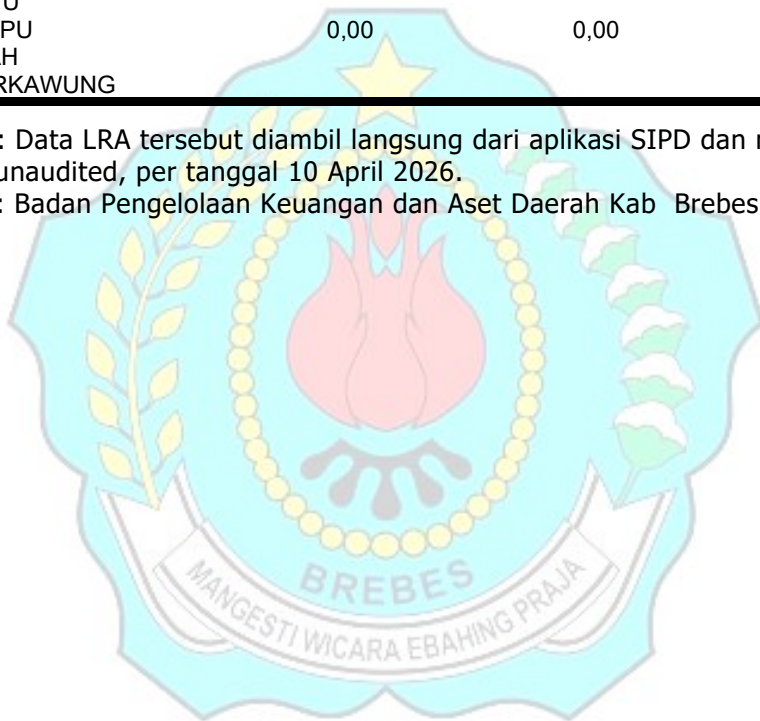 PU 0,00 0,00
RKAWUNG
: Data LRA tersebut diambil langsung dari aplikasi SIPD dan
unaudited, per tanggal 10 April 2026.
: Badan Pengelolaan Keuangan dan Aset Daerah Kab Brebes
BREBES
MANGESTI WICARA EBAHING PRAJA